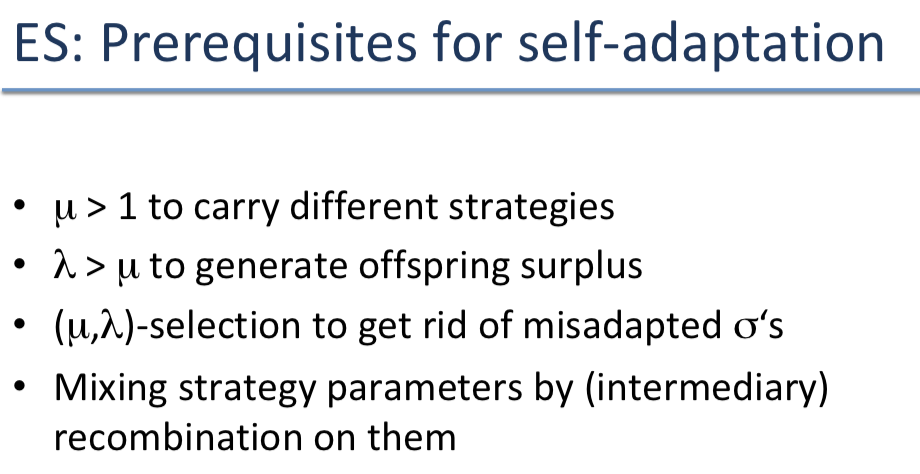 ES: Prerequisites for self-adaptation
• μ > 1 to carry different strategies
• λ > μ to generate offspring surplus
• (μ,λ)-selection to get rid of misadapted σ‘s
• Mixing strategy parameters by (intermediary)
recombination on them